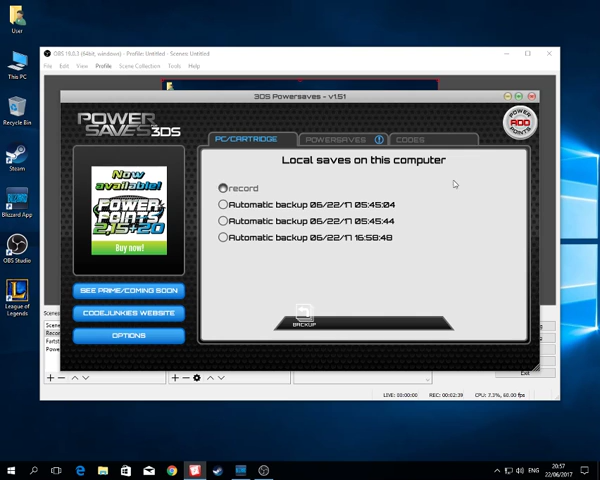 User
This PC
Recycle Bin
Steam
Blizzard App
OBS Studio
League of
Legends
OBS 19.0.3 (64bit, windows) - Profile: Untitled - Scenes: Untitled
File Edit View Profile Scene Collection Tools Help
3DS Powersaves - v1.51
POWER
SAVES 3DS
PC/CARTRIDGE
POWERSAVES
CODES
POWER
ADD
POINTS
Now
available!
POWER
POINTS
2,15+20
Buy now!
SEE PRIME/COMING SOON
CODEJUNKIES WEBSITE
OPTIONS
Local saves on this computer
record
Automatic backup 06/22/17 05:45:04
Automatic backup 06/22/17 05:45:44
Automatic backup 06/22/17 16:58:48
BACKUP
Exit
LIVE: 00:00:00
REC: 00:02:39
CPU: 7.3%, 60.00 fps
ENG
20:57
22/06/2017